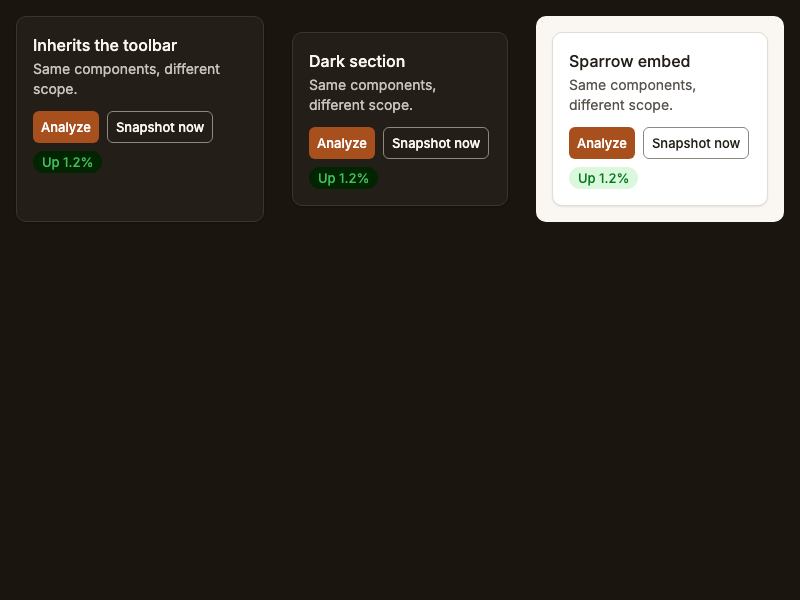 Inherits the toolbar
Same components, different
scope.
Analyze
Snapshot now
Up 1.2%
Dark section
Same components,
different scope.
Analyze
Snapshot now
Up 1.2%
Sparrow embed
Same components,
different scope.
Analyze
Snapshot now
Up 1.2%